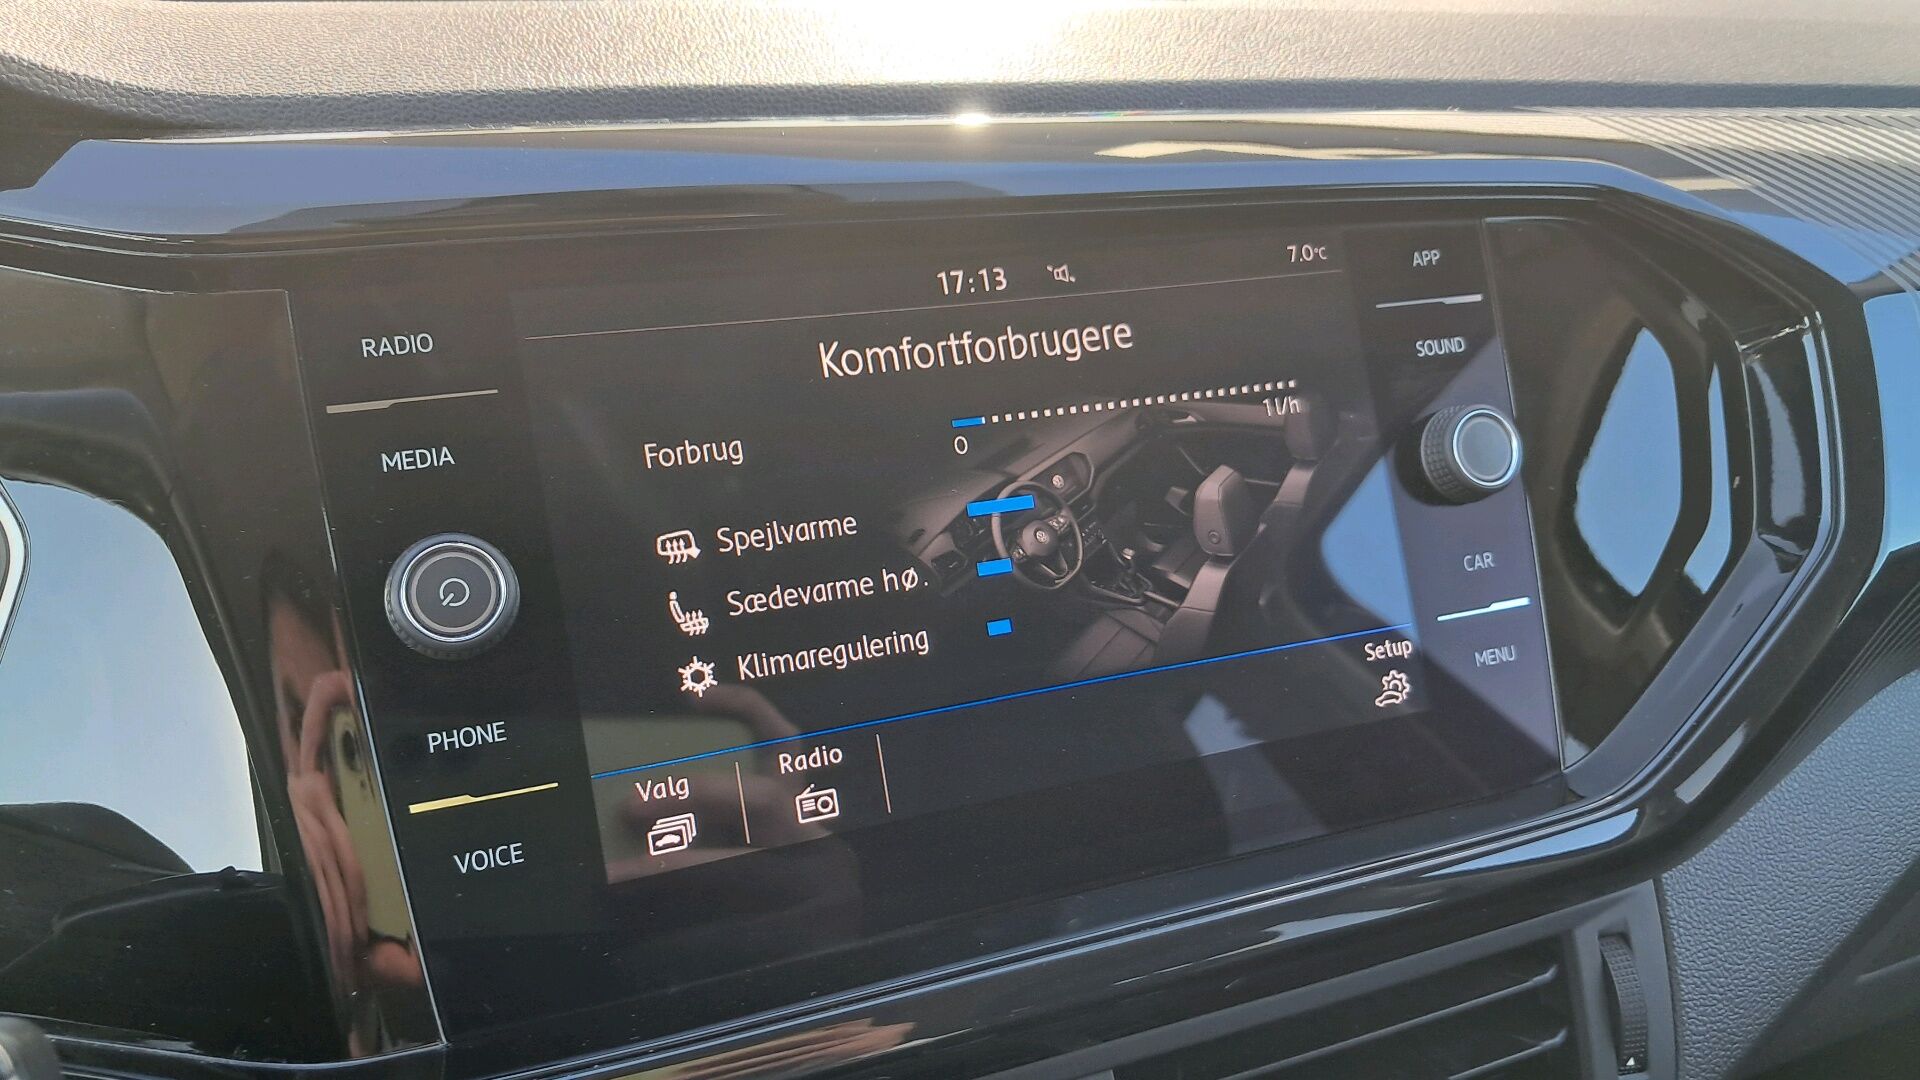 17:13
7.0°C
RADIO
MEDIA
PHONE
VOICE
Komfortforbrugere
Forbrug
0
1 l/h
Spejlvarme
Sædevarme hø.
Klimaregulering
Setup
Valg
Radio
APP
SOUND
CAR
MENU